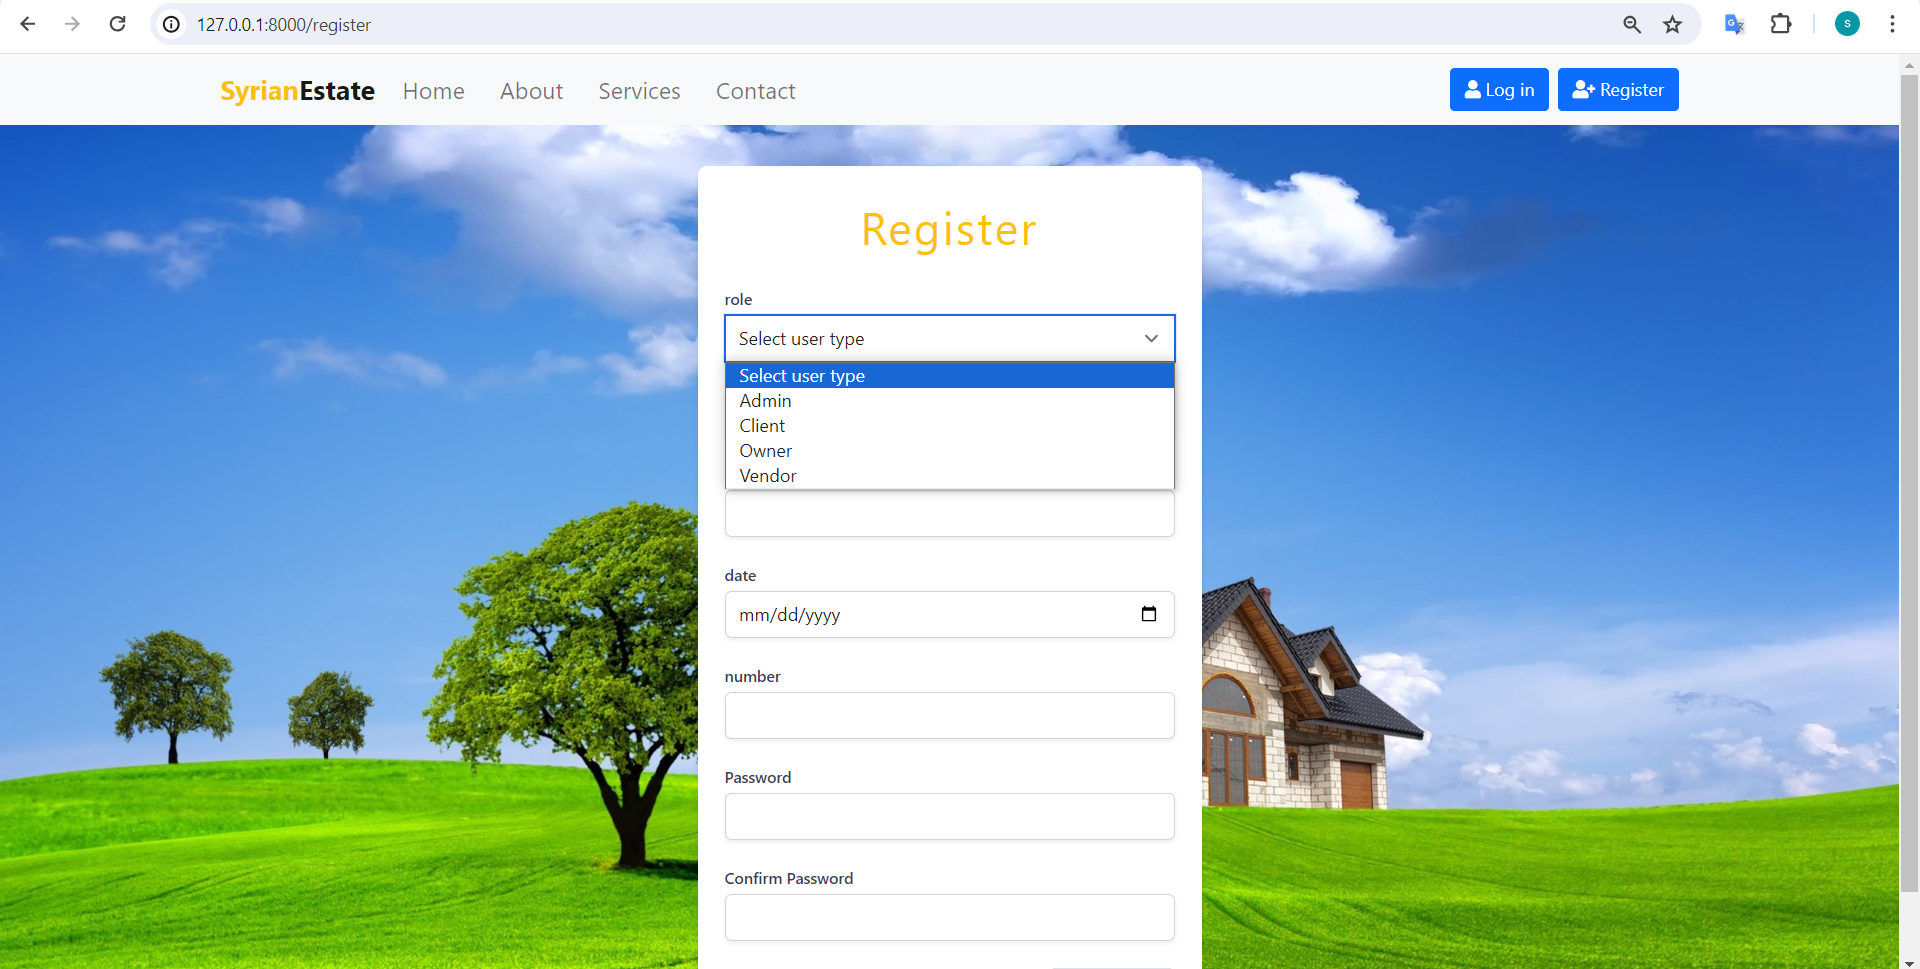 127.0.0.1:8000/register
S
SyrianEstate Home About Services Contact Log in Register
Register
role
Select user type
Select user type
Admin
Client
Owner
Vendor
date
mm/dd/yyyy
number
Password
Confirm Password